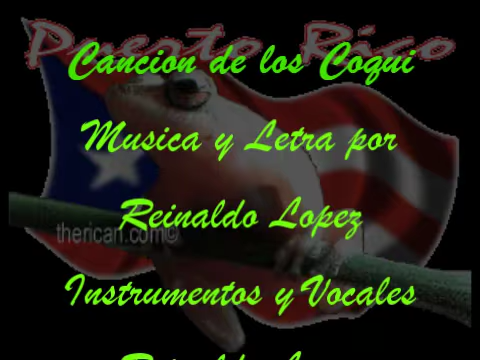 Puerto Rico
Cancion de los Coqui
Musica y Letra por
Reinaldo Lopez
therican.com©
Instrumentos y Vocales